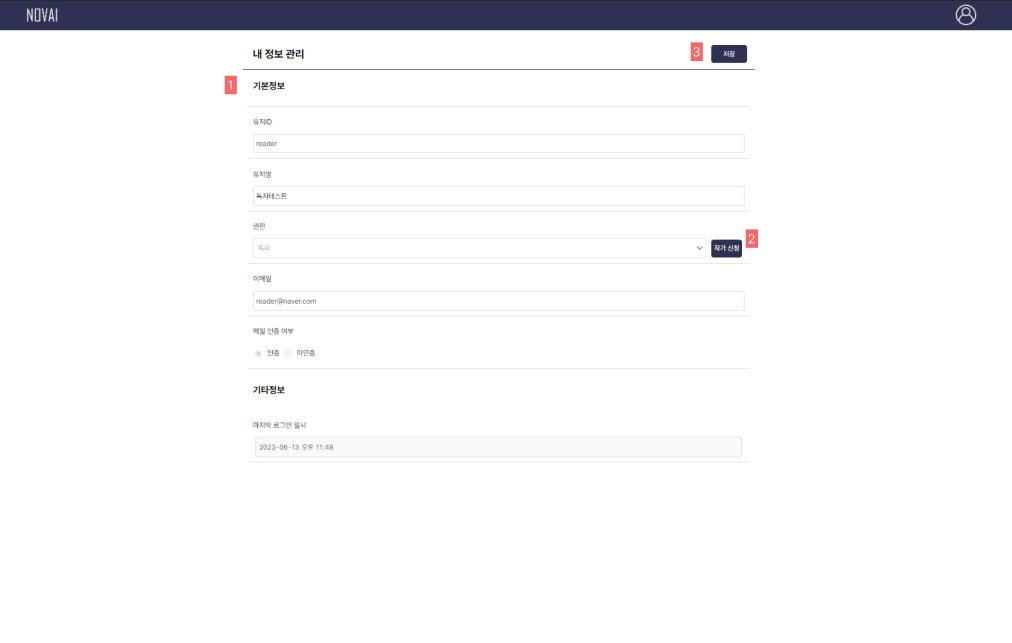 NOVAI
내 정보 관리
3
저장
1
기본정보
유저ID
reader
유저명
독자테스트
권한
독자
작가 신청
2
이메일
reader@naver.com
메일 인증 여부
인증
미인증
기타정보
마지막 로그인 일시
2023-06-13 오후 11:48